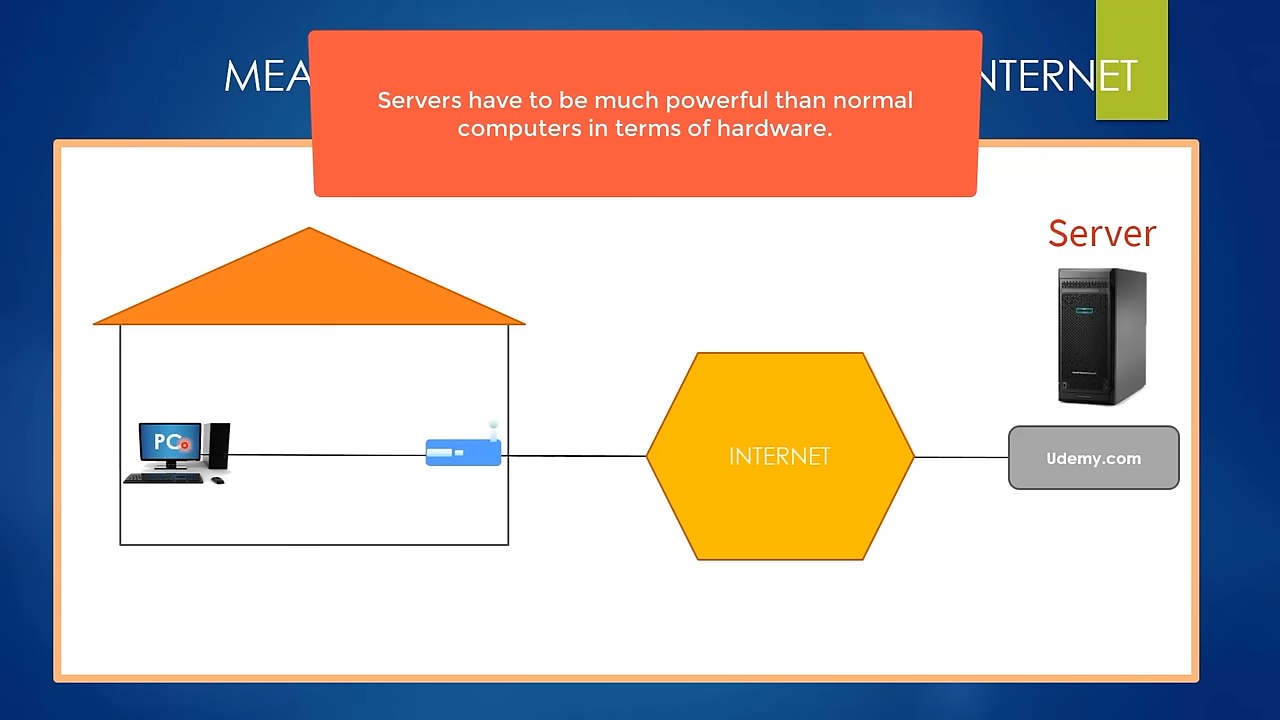 MEA NTERNET
Servers have to be much powerful than normal
computers in terms of hardware.
Server
PC
INTERNET
Udemy.com